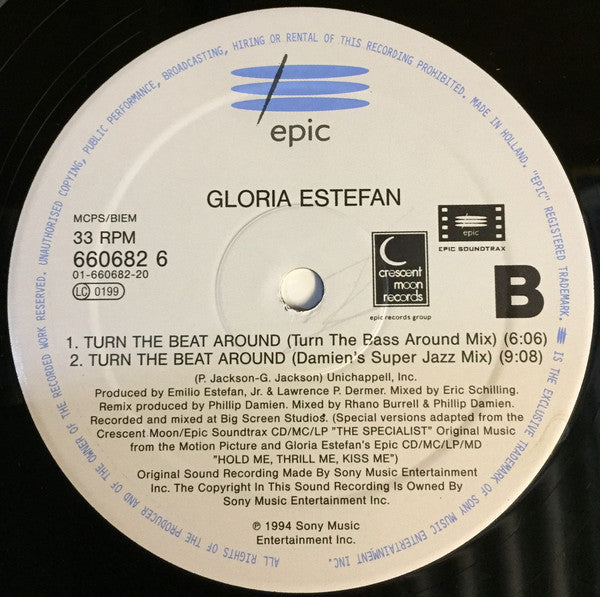 ALL RIGHTS OF THE PRODUCER AND OF THE OWNER OF THE RECORDED WORK RESERVED. UNAUTHORISED COPYING, PUBLIC PERFORMANCE, BROADCASTING, HIRING OR RENTAL OF THIS RECORDING PROHIBITED. MADE IN HOLLAND. "EPIC" REGISTERED TRADEMARK. IS THE EXCLUSIVE TRADEMARK OF SONY MUSIC ENTERTAINMENT INC.
epic
GLORIA ESTEFAN
MCPS/BIEM
33 RPM
660682 6
01-660682-20
LC 0199
crescent
moon
records
epic records group
epic
EPIC SOUNDTRAX
B
1. TURN THE BEAT AROUND (Turn The Bass Around Mix) (6:06)
2. TURN THE BEAT AROUND (Damien's Super Jazz Mix) (9:08)
(P. Jackson-G. Jackson) Unichappell, Inc.
Produced by Emilio Estefan, Jr. & Lawrence P. Dermer. Mixed by Eric Schilling.
Remix produced by Phillip Damien. Mixed by Rhano Burrell & Phillip Damien.
Recorded and mixed at Big Screen Studios. (Special versions adapted from the
Crescent Moon/Epic Soundtrax CD/MC/LP "THE SPECIALIST" Original Music
from the Motion Picture and Gloria Estefan's Epic CD/MC/LP/MD
"HOLD ME, THRILL ME, KISS ME")
Original Sound Recording Made By Sony Music Entertainment
Inc. The Copyright In This Sound Recording Is Owned By
Sony Music Entertainment Inc.
℗ 1994 Sony Music
Entertainment Inc.